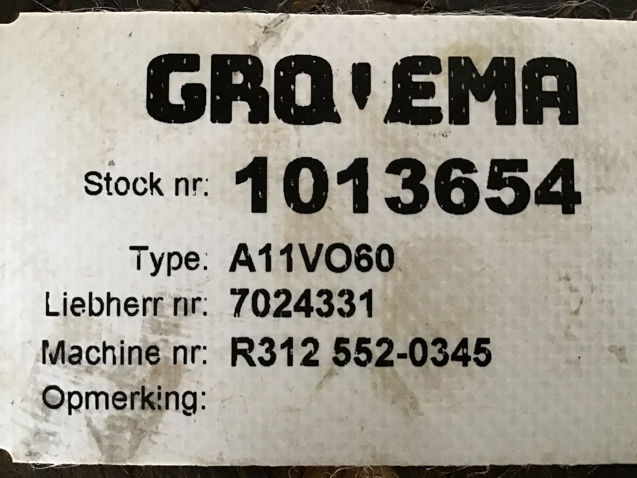 GRO EMA
Stock nr: 1013654
Type: A11VO60
Liebherr nr: 7024331
Machine nr: R312 552-0345
Opmerking: